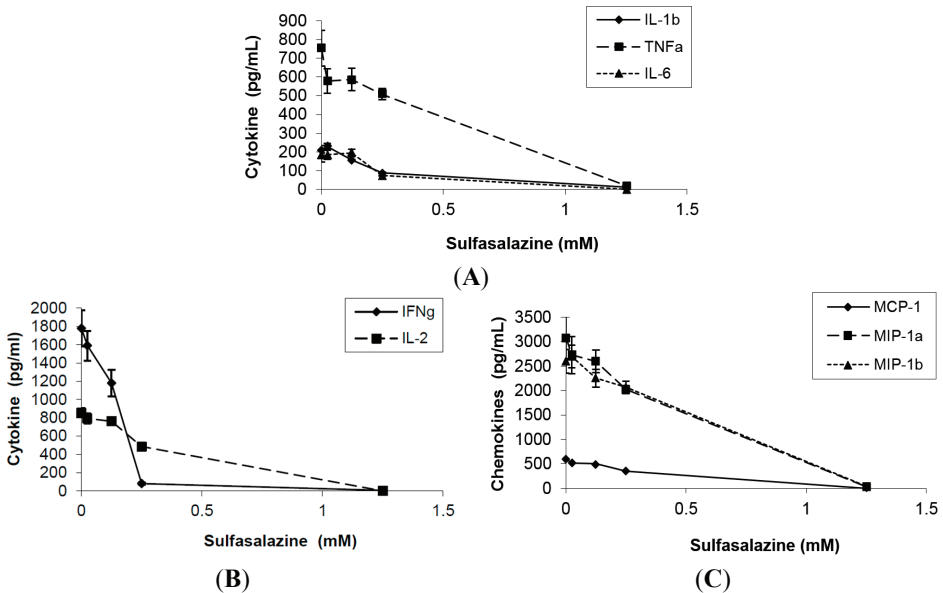 IL-1b
TNFa
IL-6
Cytokine (pg/mL)
900
800
700
600
500
400
300
200
100
0
0
0.5
1
1.5
Sulfasalazine (mM)
(A)
IFNg
IL-2
Cytokine (pg/ml)
2000
1800
1600
1400
1200
1000
800
600
400
200
0
0
0.5
1
1.5
Sulfasalazine (mM)
(B)
MCP-1
MIP-1a
MIP-1b
Chemokines (pg/mL)
3500
3000
2500
2000
1500
1000
500
0
0
0.5
1
1.5
Sulfasalazine (mM)
(C)